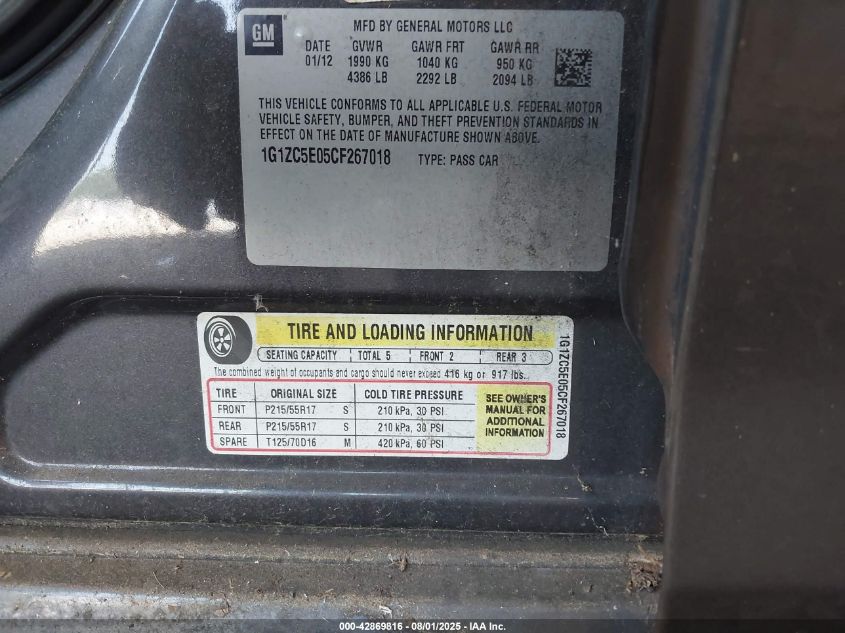 GM
MFD BY GENERAL MOTORS LLC
DATE GVWR GAWR FRT GAWR RR
01/12 1990 KG 1040 KG 950 KG
4386 LB 2292 LB 2094 LB
THIS VEHICLE CONFORMS TO ALL APPLICABLE U.S. FEDERAL MOTOR
VEHICLE SAFETY, BUMPER, AND THEFT PREVENTION STANDARDS IN
EFFECT ON THE DATE OF MANUFACTURE SHOWN ABOVE.
1G1ZC5E05CF267018 TYPE: PASS CAR
TIRE AND LOADING INFORMATION
SEATING CAPACITY TOTAL 5 FRONT 2 REAR 3
The combined weight of occupants and cargo should never exceed 416 kg or 917 lbs.
TIRE ORIGINAL SIZE COLD TIRE PRESSURE
FRONT P215/55R17 S 210 kPa, 30 PSI
REAR P215/55R17 S 210 kPa, 30 PSI
SPARE T125/70D16 M 420 kPa, 60 PSI
SEE OWNER'S
MANUAL FOR
ADDITIONAL
INFORMATION
1G1ZC5E05CF267018
000-42869816 - 08/01/2025 - IAA Inc.